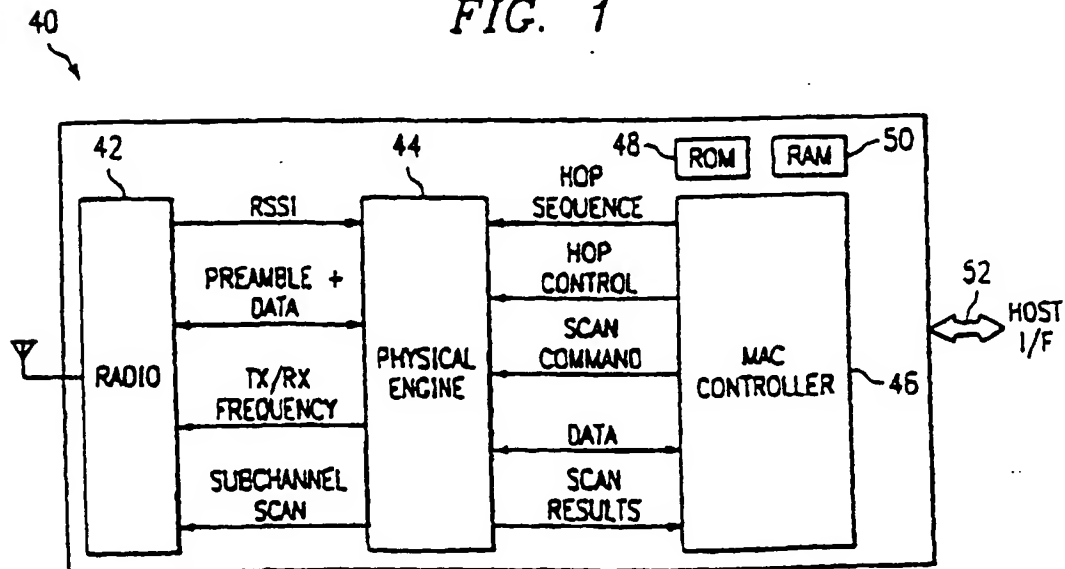 FIG. 1
40
42
44
48
ROM
RAM
50
RSSI
HOP
SEQUENCE
PREAMBLE +
DATA
HOP
CONTROL
SCAN
COMMAND
52
HOST
I/F
RADIO
PHYSICAL
ENGINE
MAC
CONTROLLER
46
TX/RX
FREQUENCY
DATA
SUBCHANNEL
SCAN
SCAN
RESULTS